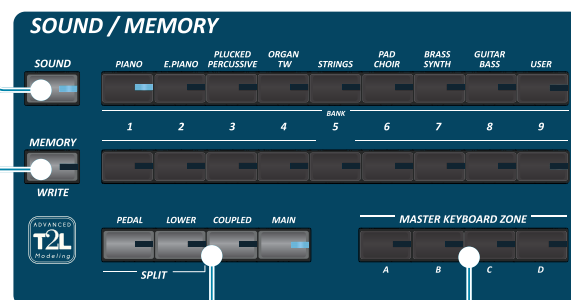 SOUND / MEMORY
SOUND
PIANO
E.PIANO
PLUCKED
PERCUSSIVE
ORGAN
TW
STRINGS
PAD
CHOIR
BRASS
SYNTH
GUITAR
BASS
USER
BANK
1 2 3 4 5 6 7 8 9
MEMORY
WRITE
ADVANCED
T2L
Modeling
PEDAL LOWER COUPLED MAIN
SPLIT
MASTER KEYBOARD ZONE
A B C D